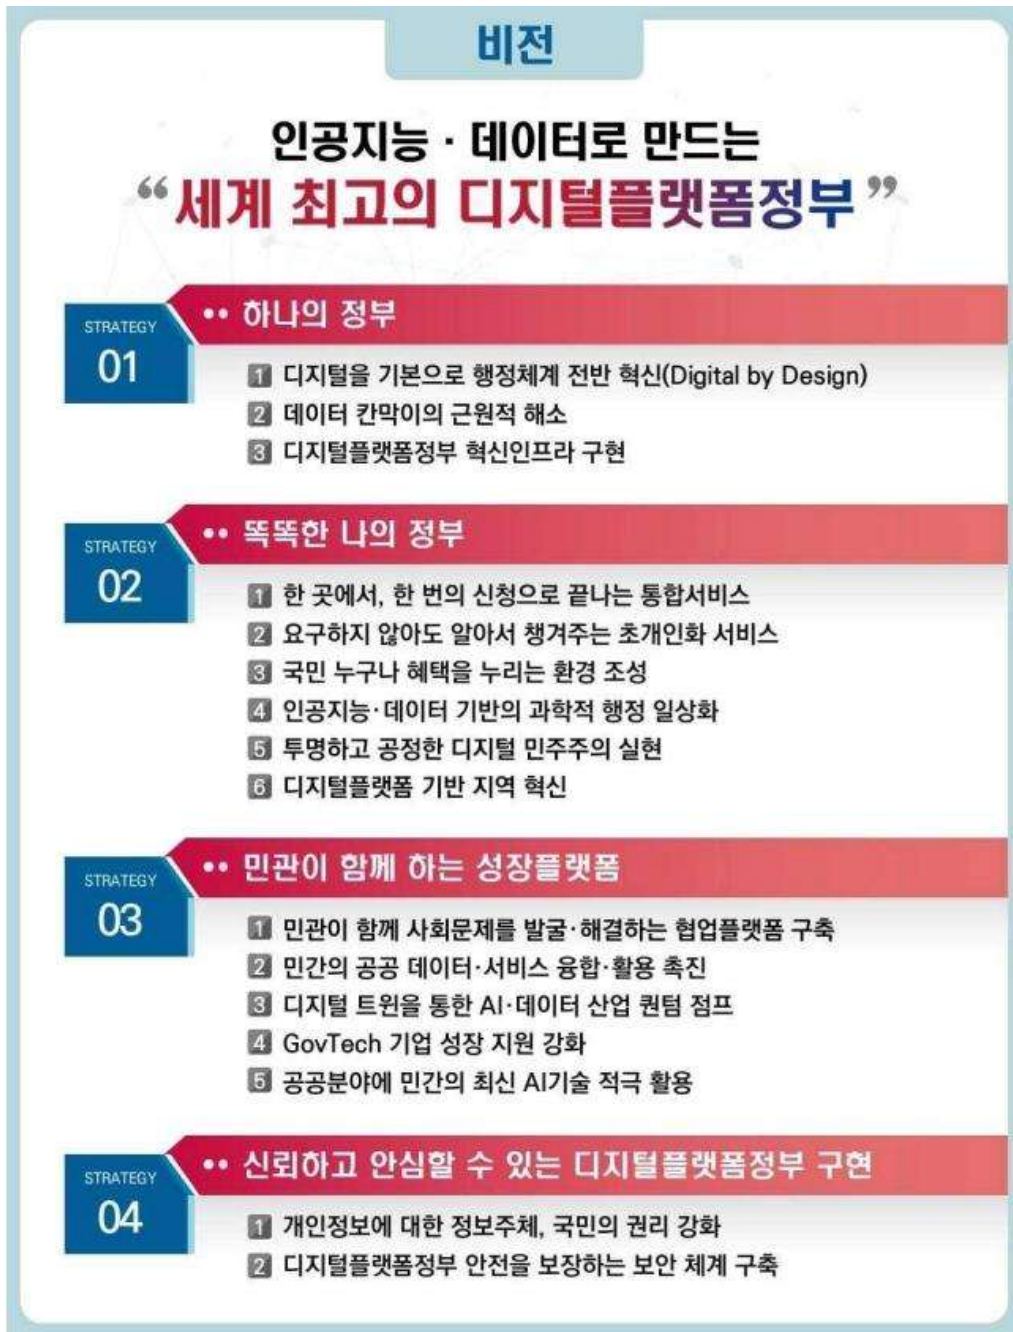 비전
인공지능 · 데이터로 만드는
“세계 최고의 디지털플랫폼정부”
STRATEGY
01
•• 하나의 정부
1 디지털을 기본으로 행정체계 전반 혁신(Digital by Design)
2 데이터 칸막이의 근원적 해소
3 디지털플랫폼정부 혁신인프라 구현
STRATEGY
02
•• 똑똑한 나의 정부
1 한 곳에서, 한 번의 신청으로 끝나는 통합서비스
2 요구하지 않아도 알아서 챙겨주는 초개인화 서비스
3 국민 누구나 혜택을 누리는 환경 조성
4 인공지능·데이터 기반의 과학적 행정 일상화
5 투명하고 공정한 디지털 민주주의 실현
6 디지털플랫폼 기반 지역 혁신
STRATEGY
03
•• 민관이 함께 하는 성장플랫폼
1 민관이 함께 사회문제를 발굴·해결하는 협업플랫폼 구축
2 민간의 공공 데이터·서비스 융합·활용 촉진
3 디지털 트윈을 통한 AI·데이터 산업 퀀텀 점프
4 GovTech 기업 성장 지원 강화
5 공공분야에 민간의 최신 AI기술 적극 활용
STRATEGY
04
•• 신뢰하고 안심할 수 있는 디지털플랫폼정부 구현
1 개인정보에 대한 정보주체, 국민의 권리 강화
2 디지털플랫폼정부 안전을 보장하는 보안 체계 구축